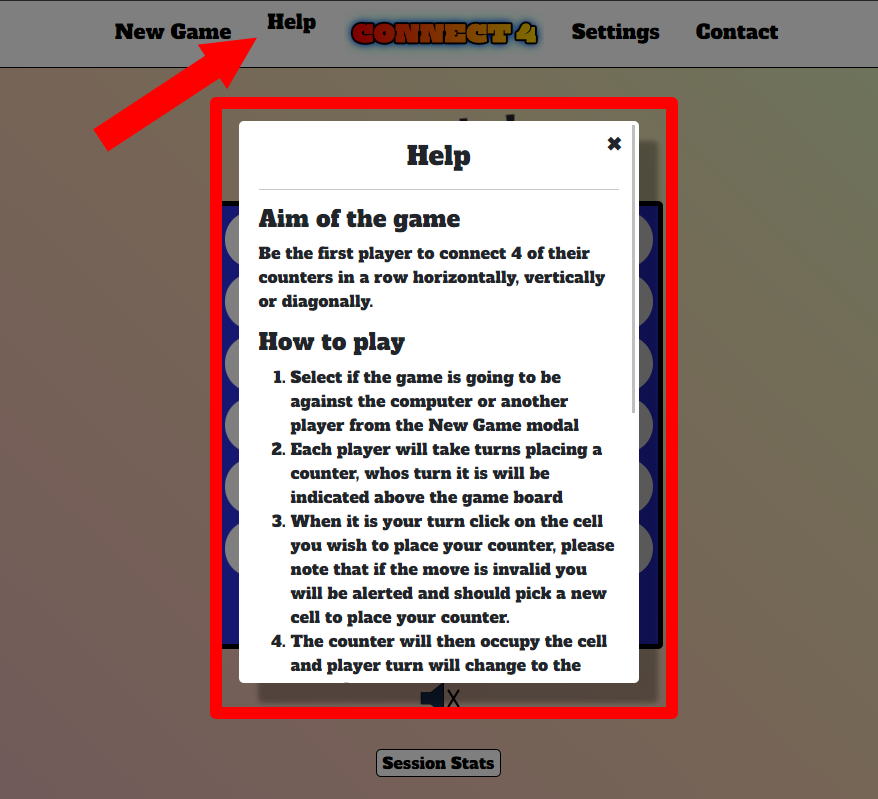 New Game Help CONNECT 4 Settings Contact
Help
Aim of the game
Be the first player to connect 4 of their
counters in a row horizontally, vertically
or diagonally.
How to play
1. Select if the game is going to be
against the computer or another
player from the New Game modal
2. Each player will take turns placing a
counter, whos turn it is will be
indicated above the game board
3. When it is your turn click on the cell
you wish to place your counter, please
note that if the move is invalid you
will be alerted and should pick a new
cell to place your counter.
4. The counter will then occupy the cell
and player turn will change to the
Session Stats